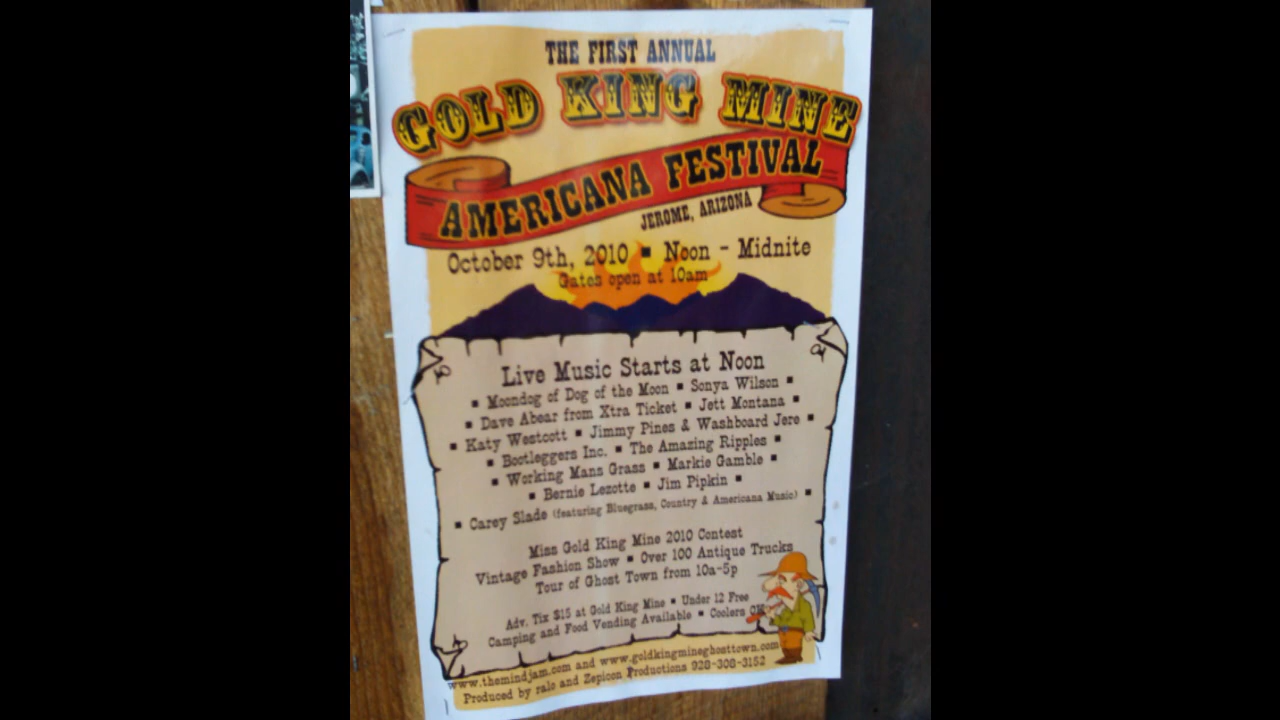 THE FIRST ANNUAL
GOLD KING MINE
AMERICANA FESTIVAL
JEROME, ARIZONA
October 9th, 2010 ▪ Noon - Midnite
Gates open at 10am
Live Music Starts at Noon
▪ Moondog of Dog of the Moon ▪ Sonya Wilson ▪
▪ Dave Abear from Xtra Ticket ▪ Jett Montana ▪
▪ Katy Westcott ▪ Jimmy Pines & Washboard Jere ▪
▪ Bootleggers Inc. ▪ The Amazing Ripples ▪
▪ Working Mans Grass ▪ Markie Gamble ▪
▪ Bernie Lezotte ▪ Jim Pipkin ▪
▪ Carey Slade (featuring Bluegrass, Country & Americana Music) ▪
Miss Gold King Mine 2010 Contest
Vintage Fashion Show ▪ Over 100 Antique Trucks
Tour of Ghost Town from 10a-5p
Adv. Tix $15 at Gold King Mine ▪ Under 12 Free
Camping and Food Vending Available ▪ Coolers OK
www.themindjam.com and www.goldkingmineghosttown.com
Produced by ralo and Zepicon Productions 928-308-3152